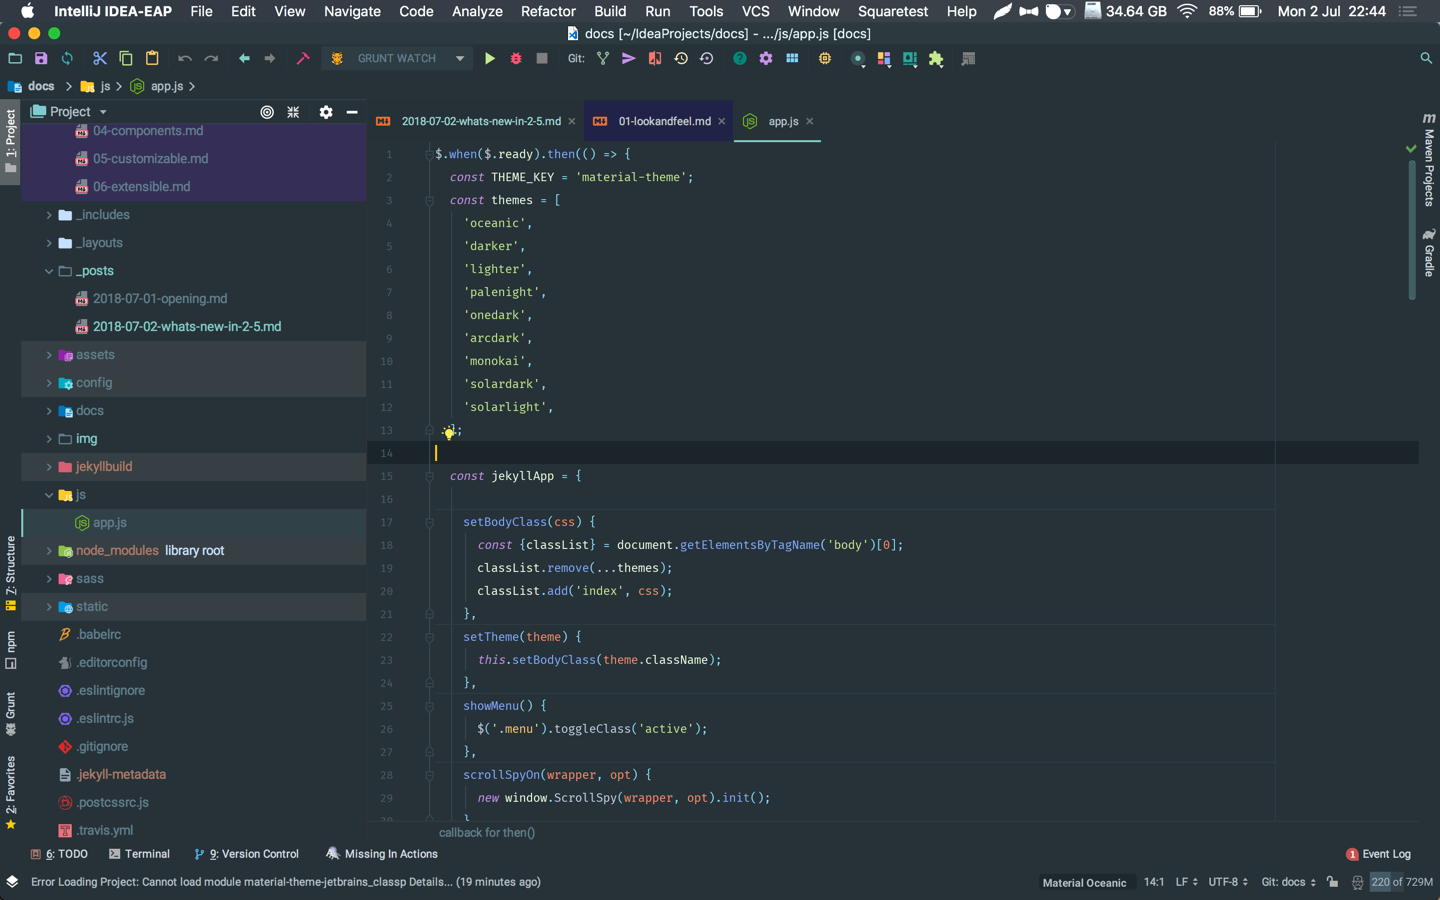 IntelliJ IDEA-EAP File Edit View Navigate Code Analyze Refactor Build Run Tools VCS Window Squaretest Help 34.64 GB 88% Mon 2 Jul 22:44
docs [~/IdeaProjects/docs] - .../js/app.js [docs]
GRUNT WATCH Git:
docs js app.js
Project
2018-07-02-whats-new-in-2-5.md 01-lookandfeel.md app.js
1: Project
Z: Structure
npm
Grunt
2: Favorites
04-components.md
05-customizable.md
06-extensible.md
_includes
_layouts
_posts
2018-07-01-opening.md
2018-07-02-whats-new-in-2-5.md
assets
config
docs
img
jekyllbuild
js
app.js
node_modules library root
sass
static
.babelrc
.editorconfig
.eslintignore
.eslintrc.js
.gitignore
.jekyll-metadata
.postcssrc.js
.travis.yml
1 $.when($.ready).then(() => {
2 const THEME_KEY = 'material-theme';
3 const themes = [
4 'oceanic',
5 'darker',
6 'lighter',
7 'palenight',
8 'onedark',
9 'arcdark',
10 'monokai',
11 'solardark',
12 'solarlight',
13 ];
14
15 const jekyllApp = {
16
17 setBodyClass(css) {
18 const {classList} = document.getElementsByTagName('body')[0];
19 classList.remove(...themes);
20 classList.add('index', css);
21 },
22 setTheme(theme) {
23 this.setBodyClass(theme.className);
24 },
25 showMenu() {
26 $('.menu').toggleClass('active');
27 },
28 scrollSpyOn(wrapper, opt) {
29 new window.ScrollSpy(wrapper, opt).init();
30 }
callback for then()
m Maven Projects
Gradle
6: TODO Terminal 9: Version Control Missing In Actions 1 Event Log
Error Loading Project: Cannot load module material-theme-jetbrains_classp Details... (19 minutes ago) Material Oceanic 14:1 LF UTF-8 Git: docs 220 of 729M